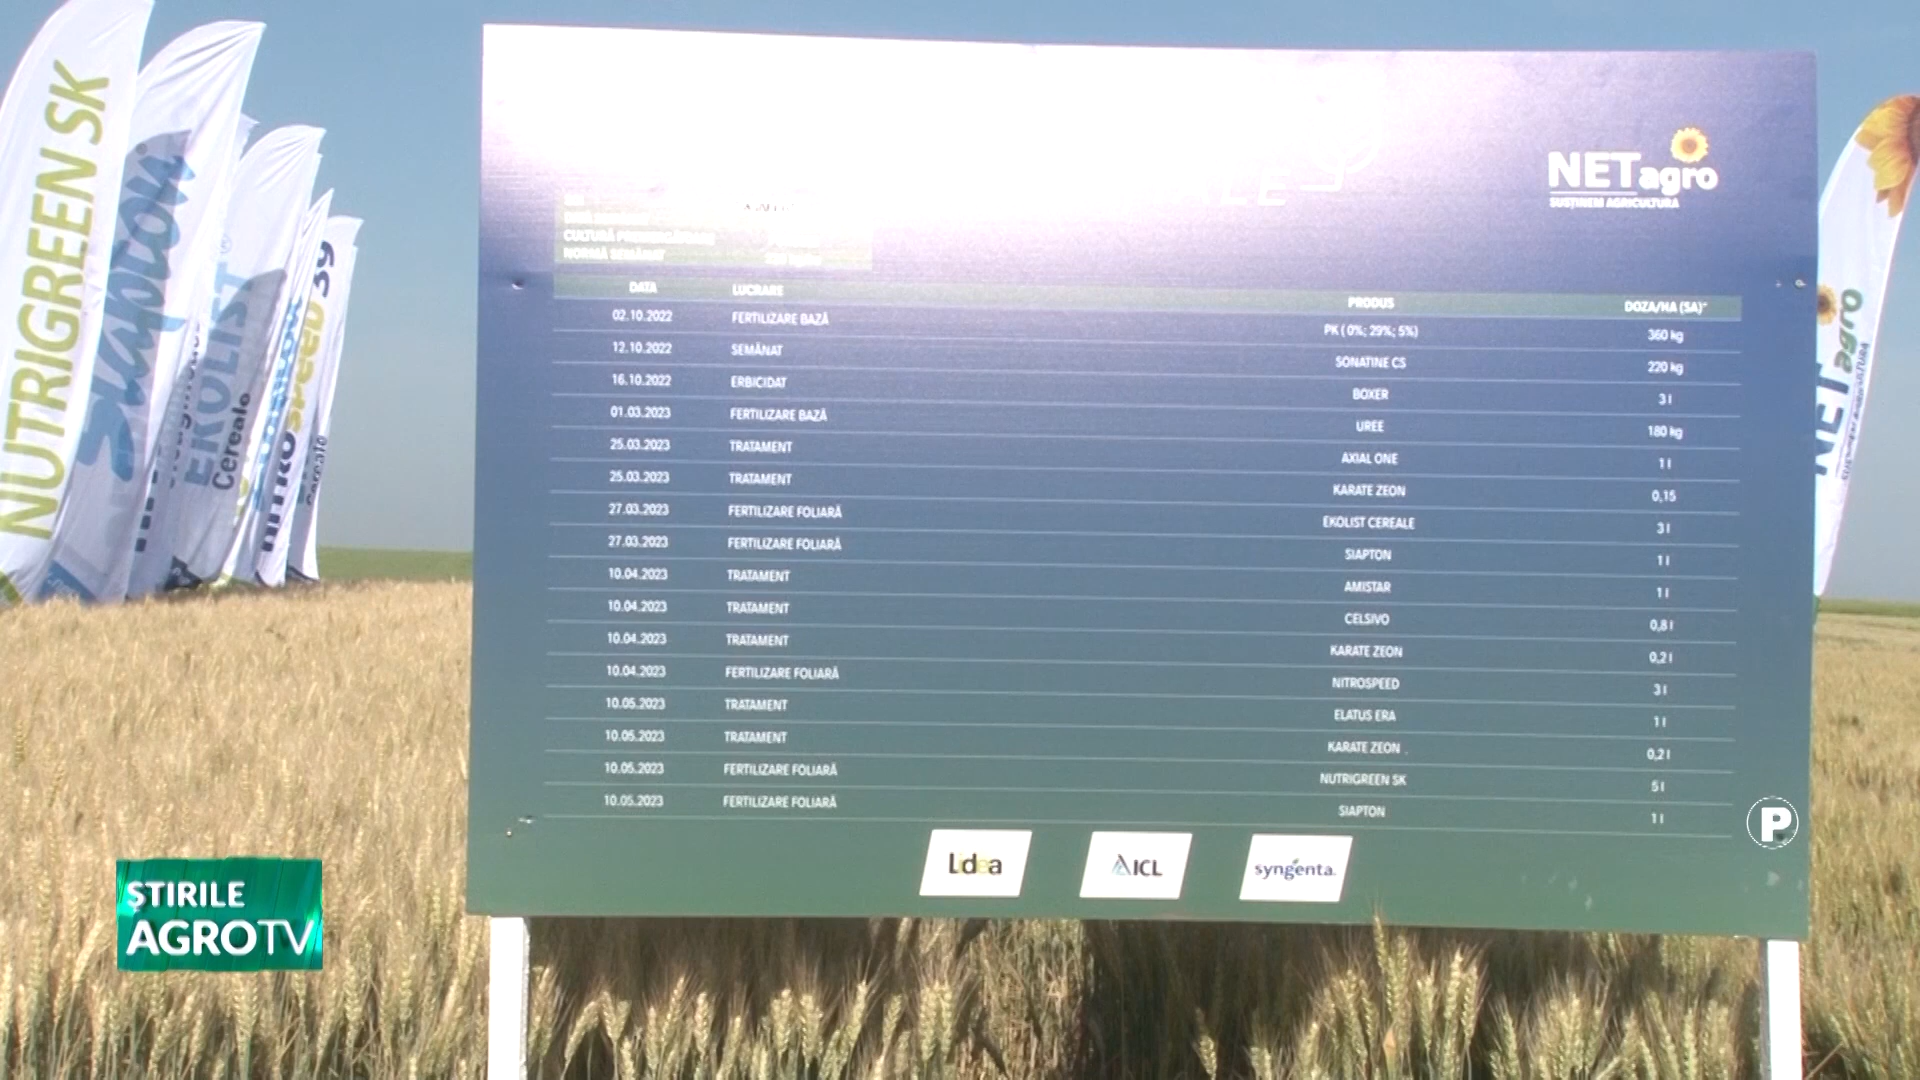 NUTRIGREEN SK
Siapton
EKOLIST®
Cereale
39
cereale
NETagro
SUSȚINEM AGRICULTURA
NET agro
NORMĂ SEMĂNAT
DATA LUCRARE PRODUS DOZA/HA (SA)*
02.10.2022 FERTILIZARE BAZĂ PK ( 0%; 29%; 5%) 360 kg
12.10.2022 SEMĂNAT SONATINE CS 220 kg
16.10.2022 ERBICIDAT BOXER 3 l
01.03.2023 FERTILIZARE BAZĂ UREE 180 kg
25.03.2023 TRATAMENT AXIAL ONE 1 l
25.03.2023 TRATAMENT KARATE ZEON 0,15
27.03.2023 FERTILIZARE FOLIARĂ EKOLIST CEREALE 3 l
27.03.2023 FERTILIZARE FOLIARĂ SIAPTON 1 l
10.04.2023 TRATAMENT AMISTAR 1 l
10.04.2023 TRATAMENT CELSIVO 0,8 l
10.04.2023 TRATAMENT KARATE ZEON 0,2 l
10.04.2023 FERTILIZARE FOLIARĂ NITROSPEED 3 l
10.05.2023 TRATAMENT ELATUS ERA 1 l
10.05.2023 TRATAMENT KARATE ZEON 0,2 l
10.05.2023 FERTILIZARE FOLIARĂ NUTRIGREEN SK 5 l
10.05.2023 FERTILIZARE FOLIARĂ SIAPTON 1 l
Lidea
ICL
syngenta.
P
ȘTIRILE
AGROTV